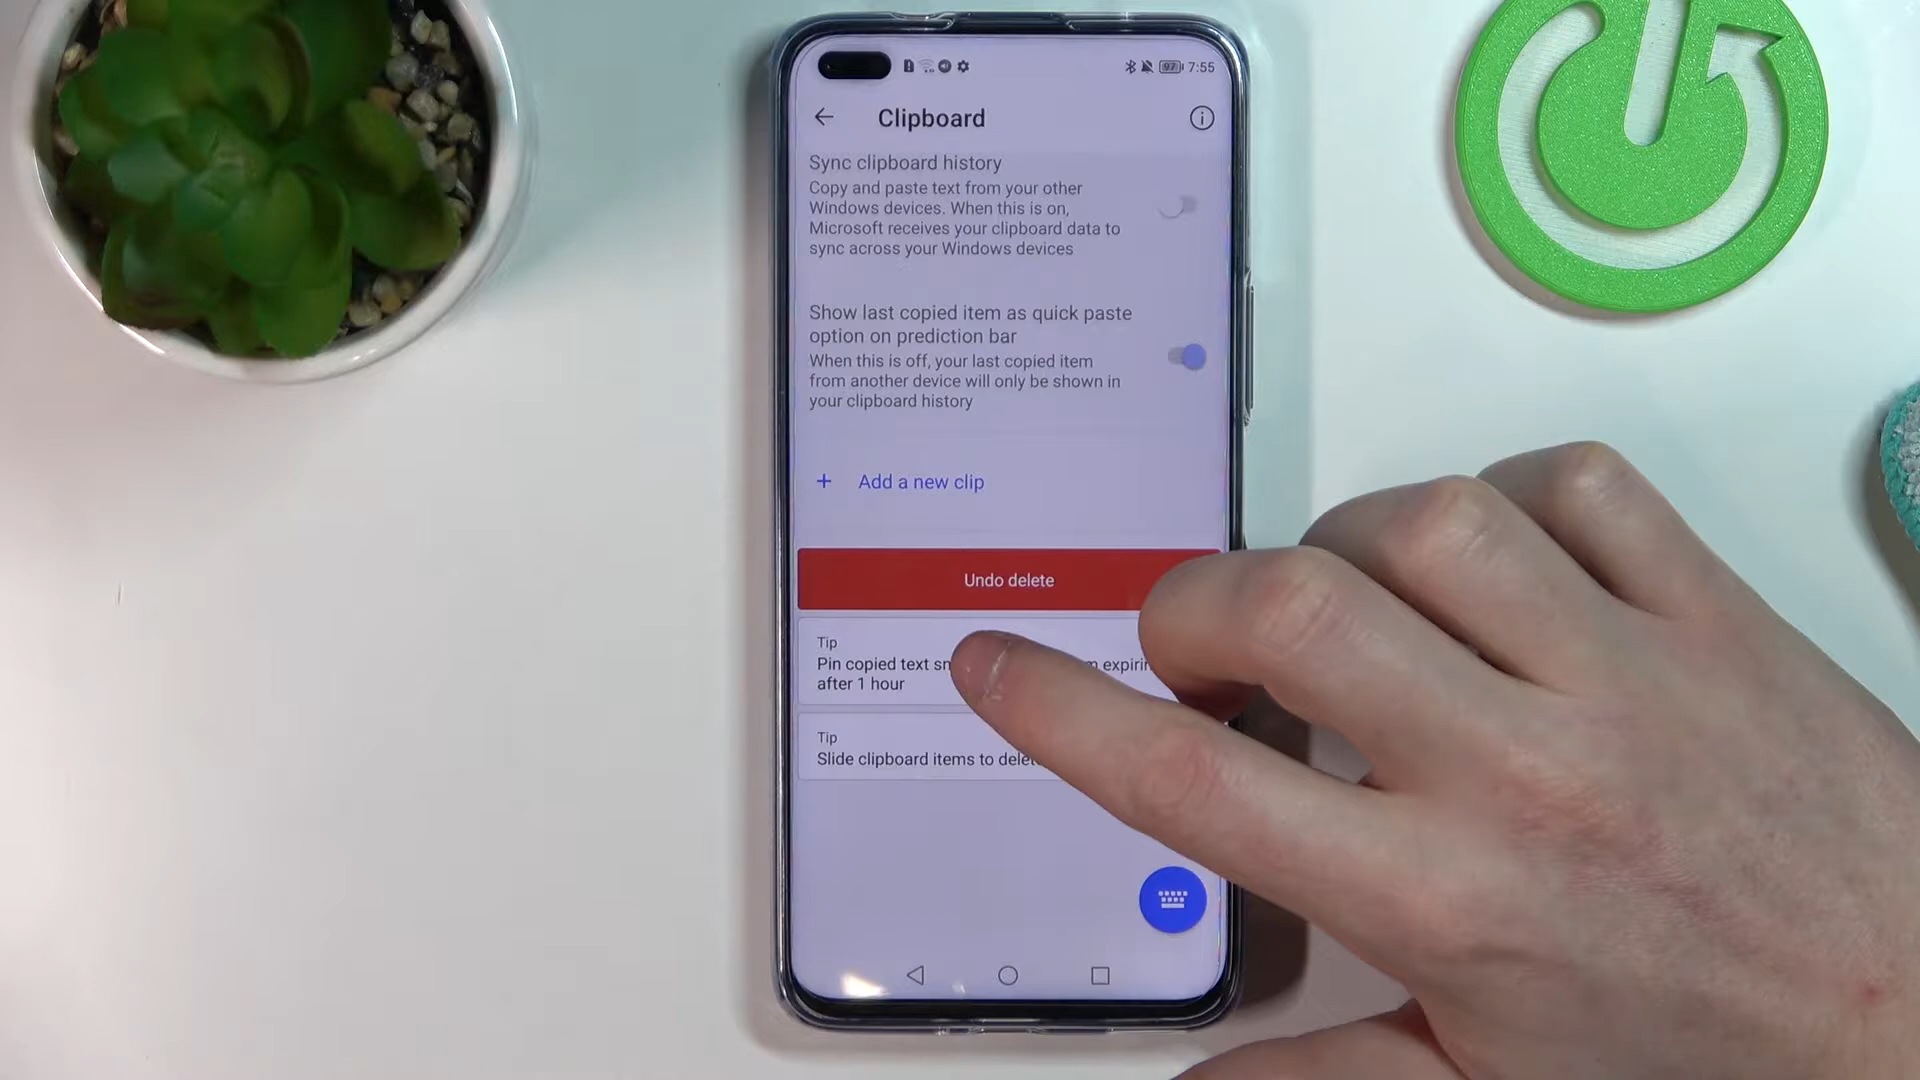 97 7:55
Clipboard
Sync clipboard history
Copy and paste text from your other
Windows devices. When this is on,
Microsoft receives your clipboard data to
sync across your Windows devices
Show last copied item as quick paste
option on prediction bar
When this is off, your last copied item
from another device will only be shown in
your clipboard history
+ Add a new clip
Undo delete
Tip
Pin copied text
after 1 hour
Tip
Slide clipboard items to